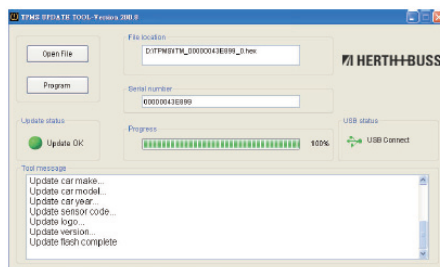 TPMS UPDATE TOOL-Version 200.0
Open File
Program
File location
D:\TPMS\TM_00000043E899_0.hex
HERTH+BUSS
Serial number
00000043E899
Update status
Update OK
Progress
100%
USB status
USB Connect
Tool message
Update car make...
Update car model...
Update car year...
Update sensor code...
Update logo...
Update version...
Update flash complete